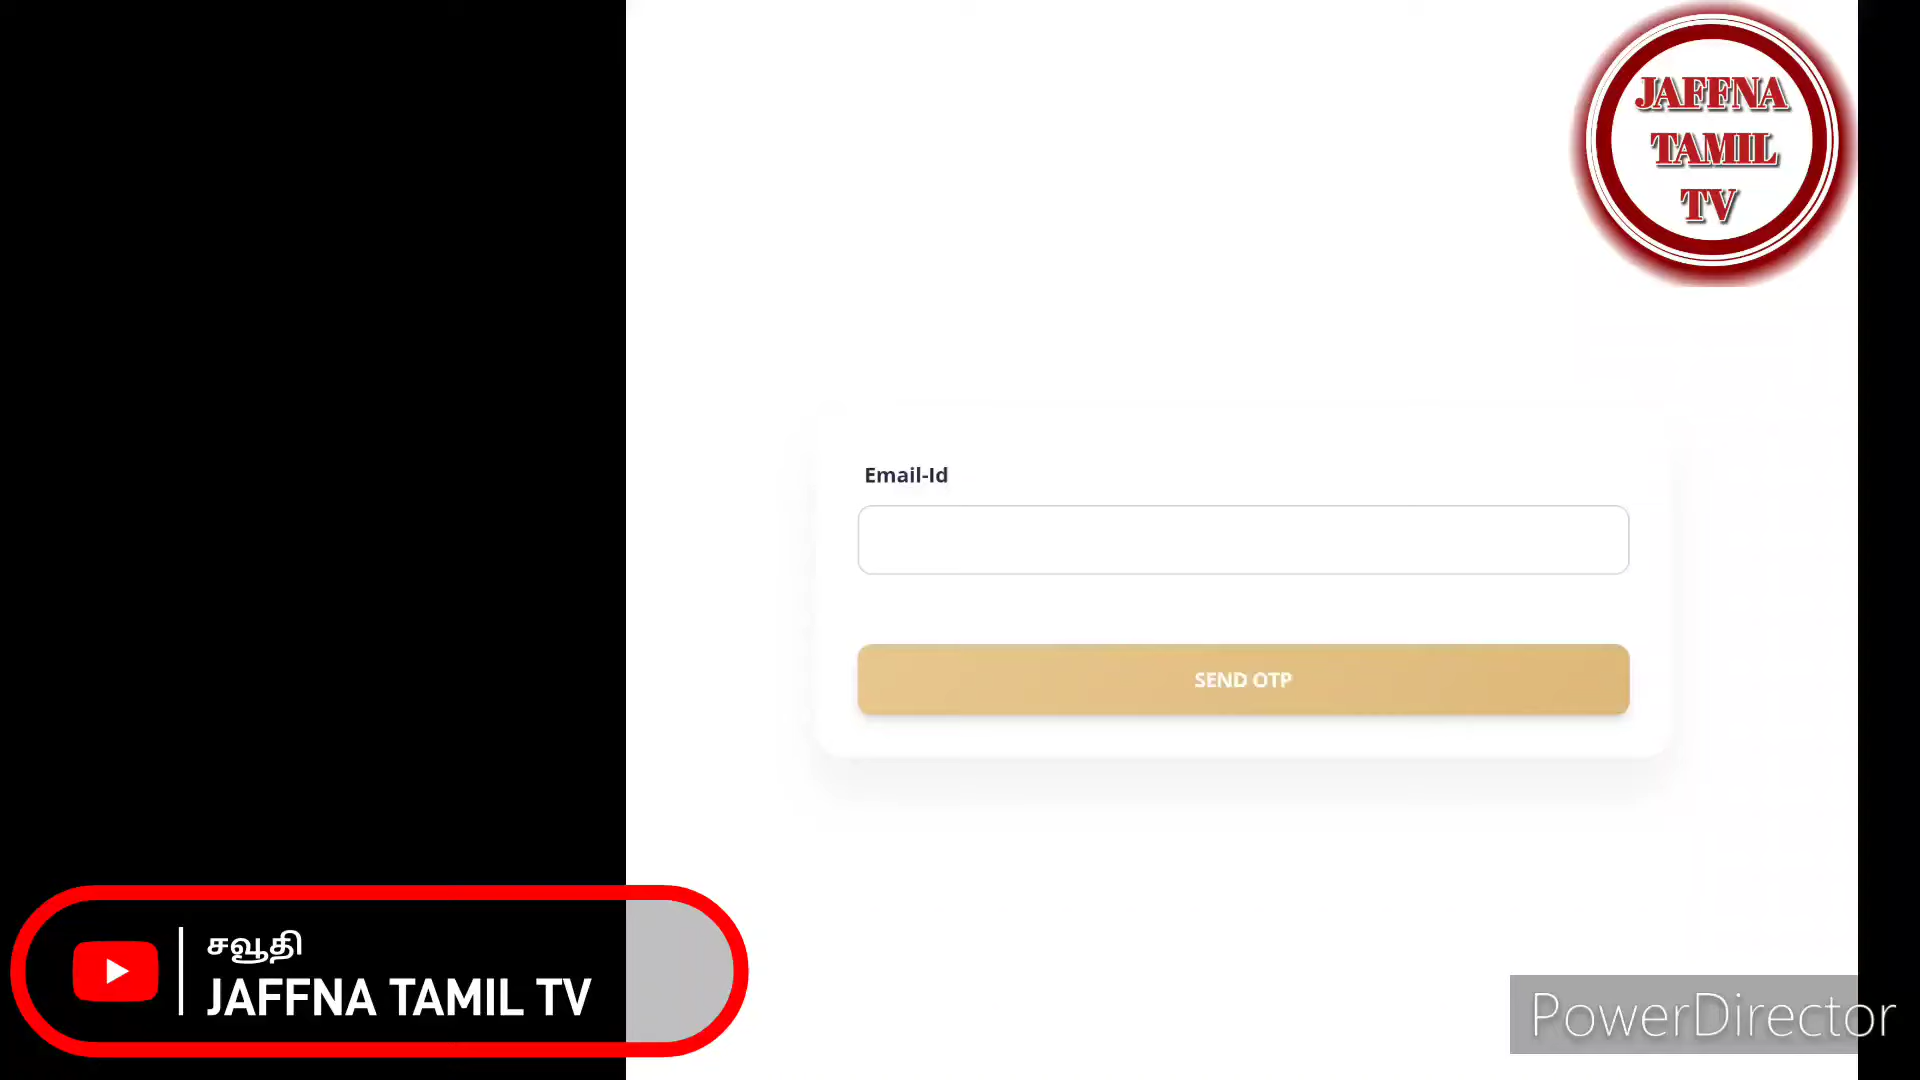 JAFFNA
TAMIL
TV
Email-Id
SEND OTP
சவூதி
JAFFNA TAMIL TV
PowerDirector